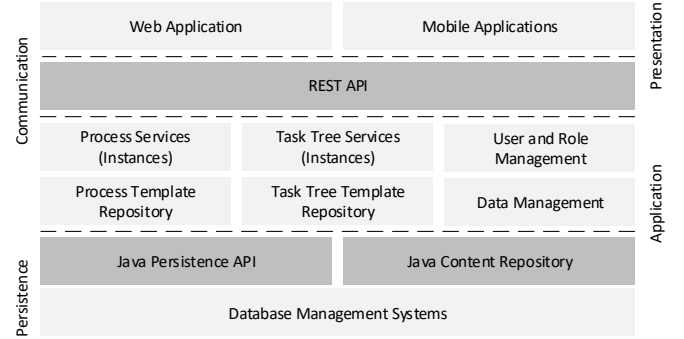 Web Application
Mobile Applications
Presentation
Communication
REST API
Process Services
(Instances)
Task Tree Services
(Instances)
User and Role
Management
Process Template
Repository
Task Tree Template
Repository
Data Management
Application
Java Persistence API
Java Content Repository
Persistence
Database Management Systems